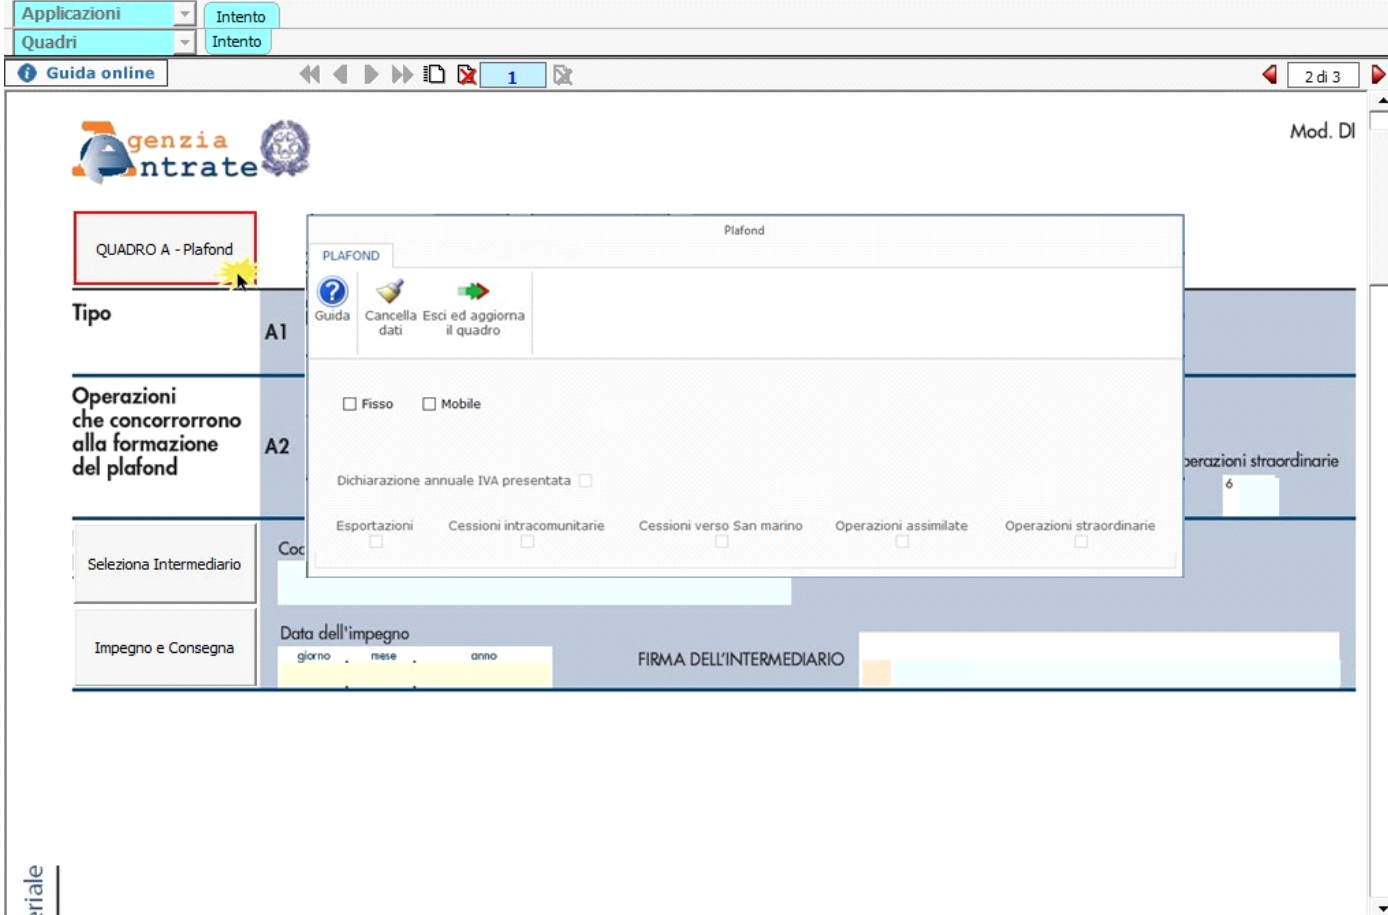 Applicazioni
Intento
Quadri
Intento
Guida online
1
2 di 3
genzia
ntrate
Mod. DI
QUADRO A - Plafond
Plafond
PLAFOND
Guida
Cancella dati
Esci ed aggiorna il quadro
Tipo
A1
Fisso
Mobile
Operazioni
che concorrorrono
alla formazione
del plafond
A2
Dichiarazione annuale IVA presentata
perazioni straordinarie
6
Esportazioni
Cessioni intracomunitarie
Cessioni verso San marino
Operazioni assimilate
Operazioni straordinarie
Seleziona Intermediario
Coc
Impegno e Consegna
Data dell'impegno
giorno mese anno
FIRMA DELL'INTERMEDIARIO
eriale